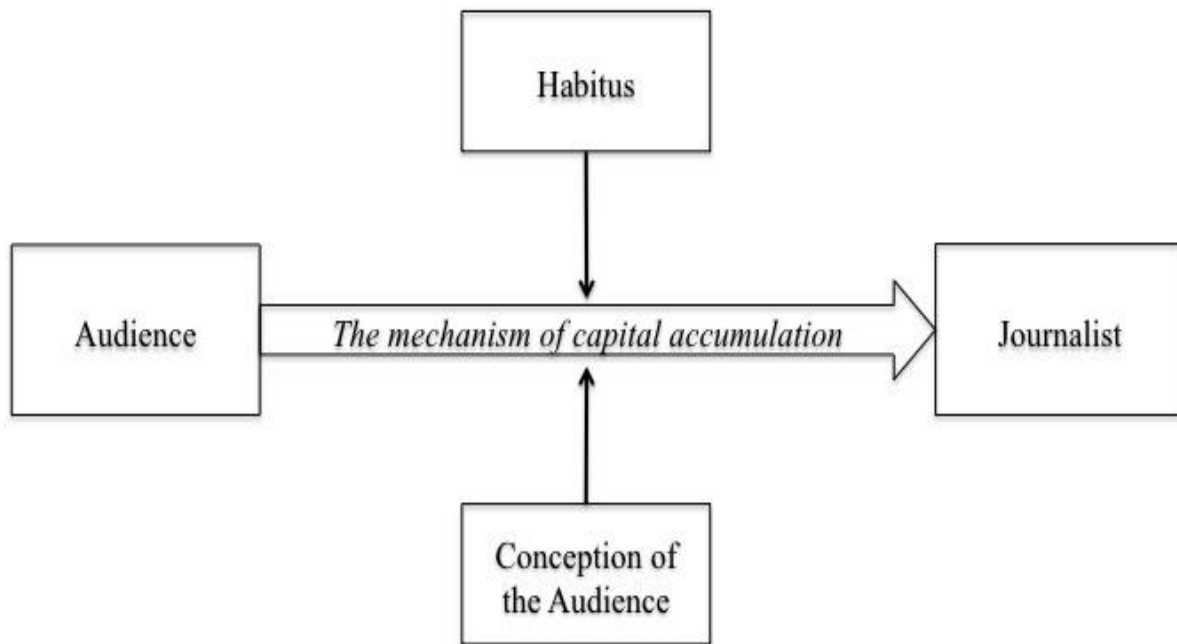 Habitus
Audience
The mechanism of capital accumulation
Journalist
Conception of
the Audience